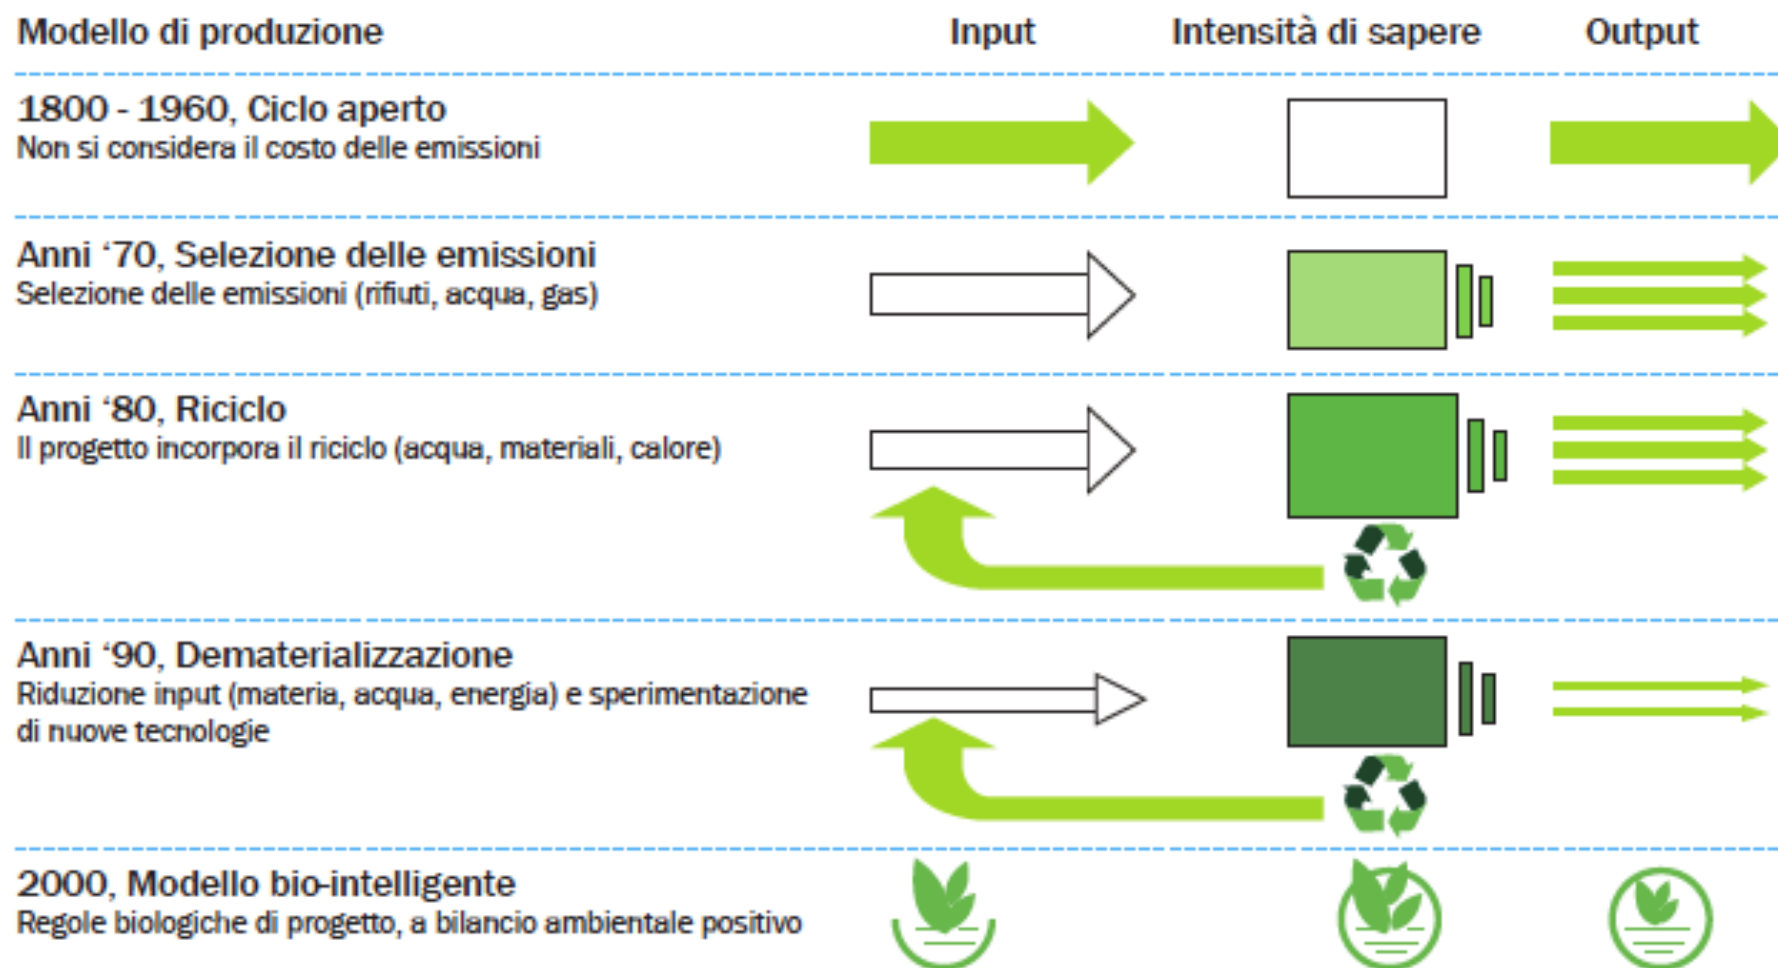 Modello di produzione Input Intensità di sapere Output
1800 - 1960, Ciclo aperto
Non si considera il costo delle emissioni
Anni ‘70, Selezione delle emissioni
Selezione delle emissioni (rifiuti, acqua, gas)
Anni ‘80, Riciclo
Il progetto incorpora il riciclo (acqua, materiali, calore)
Anni ‘90, Dematerializzazione
Riduzione input (materia, acqua, energia) e sperimentazione
di nuove tecnologie
2000, Modello bio-intelligente
Regole biologiche di progetto, a bilancio ambientale positivo